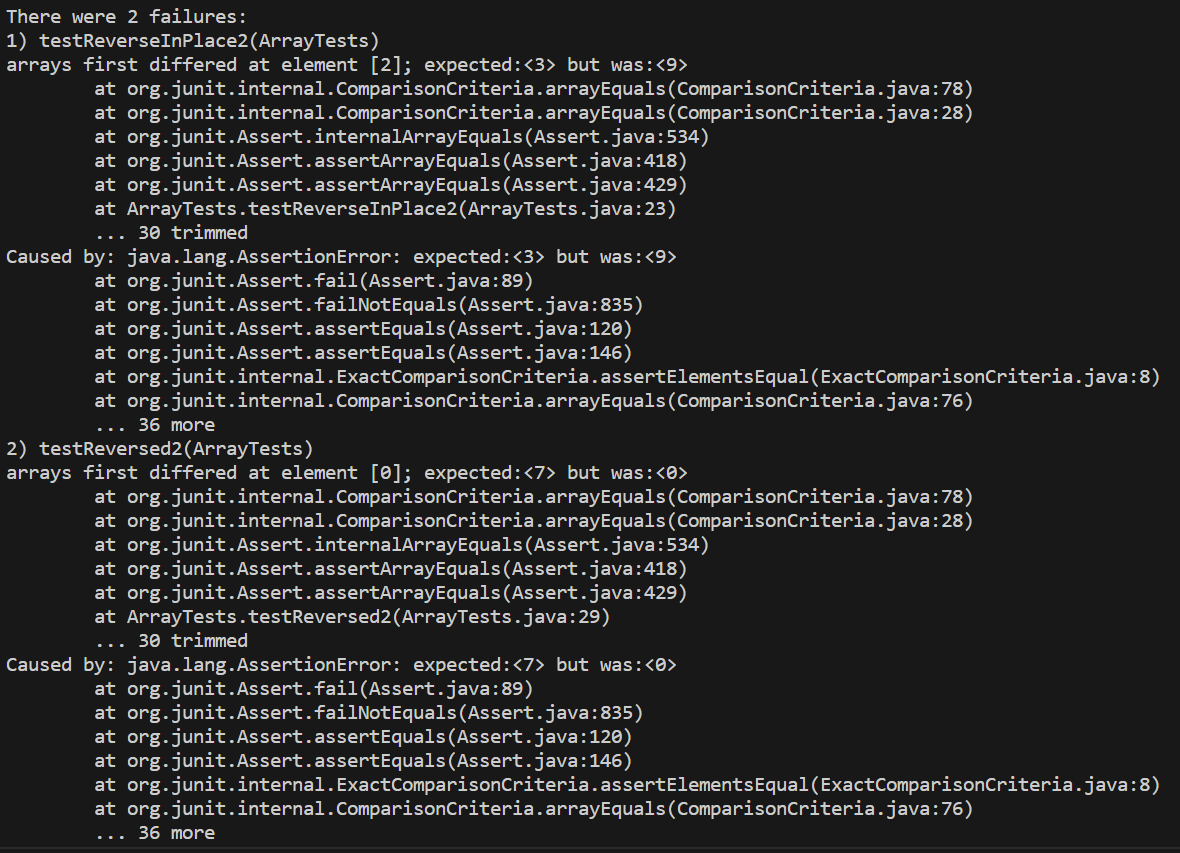 There were 2 failures:
1) testReverseInPlace2(ArrayTests)
arrays first differed at element [2]; expected:<3> but was:<9>
        at org.junit.internal.ComparisonCriteria.arrayEquals(ComparisonCriteria.java:78)
        at org.junit.internal.ComparisonCriteria.arrayEquals(ComparisonCriteria.java:28)
        at org.junit.Assert.internalArrayEquals(Assert.java:534)
        at org.junit.Assert.assertArrayEquals(Assert.java:418)
        at org.junit.Assert.assertArrayEquals(Assert.java:429)
        at ArrayTests.testReverseInPlace2(ArrayTests.java:23)
        ... 30 trimmed
Caused by: java.lang.AssertionError: expected:<3> but was:<9>
        at org.junit.Assert.fail(Assert.java:89)
        at org.junit.Assert.failNotEquals(Assert.java:835)
        at org.junit.Assert.assertEquals(Assert.java:120)
        at org.junit.Assert.assertEquals(Assert.java:146)
        at org.junit.internal.ExactComparisonCriteria.assertElementsEqual(ExactComparisonCriteria.java:8)
        at org.junit.internal.ComparisonCriteria.arrayEquals(ComparisonCriteria.java:76)
        ... 36 more
2) testReversed2(ArrayTests)
arrays first differed at element [0]; expected:<7> but was:<0>
        at org.junit.internal.ComparisonCriteria.arrayEquals(ComparisonCriteria.java:78)
        at org.junit.internal.ComparisonCriteria.arrayEquals(ComparisonCriteria.java:28)
        at org.junit.Assert.internalArrayEquals(Assert.java:534)
        at org.junit.Assert.assertArrayEquals(Assert.java:418)
        at org.junit.Assert.assertArrayEquals(Assert.java:429)
        at ArrayTests.testReversed2(ArrayTests.java:29)
        ... 30 trimmed
Caused by: java.lang.AssertionError: expected:<7> but was:<0>
        at org.junit.Assert.fail(Assert.java:89)
        at org.junit.Assert.failNotEquals(Assert.java:835)
        at org.junit.Assert.assertEquals(Assert.java:120)
        at org.junit.Assert.assertEquals(Assert.java:146)
        at org.junit.internal.ExactComparisonCriteria.assertElementsEqual(ExactComparisonCriteria.java:8)
        at org.junit.internal.ComparisonCriteria.arrayEquals(ComparisonCriteria.java:76)
        ... 36 more